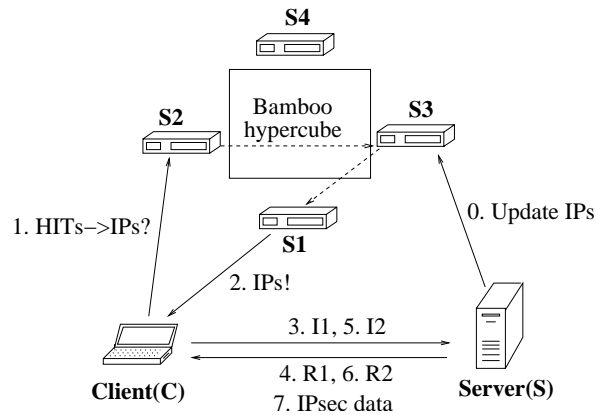 S4
Bamboo
hypercube
S2
S3
1. HITs−>IPs?
0. Update IPs
S1
2. IPs!
3. I1, 5. I2
4. R1, 6. R2
7. IPsec data
Client(C)
Server(S)